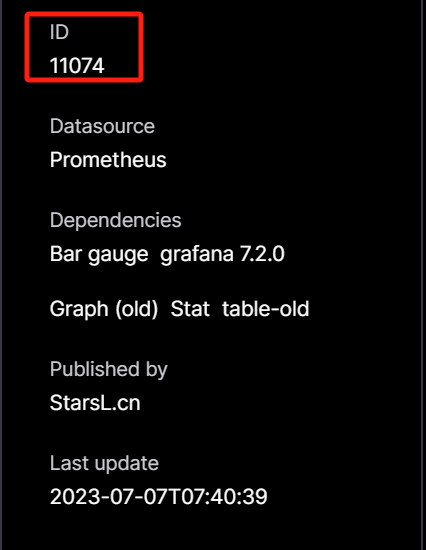 ID
11074
Datasource
Prometheus
Dependencies
Bar gauge grafana 7.2.0
Graph (old) Stat table-old
Published by
StarsL.cn
Last update
2023-07-07T07:40:39